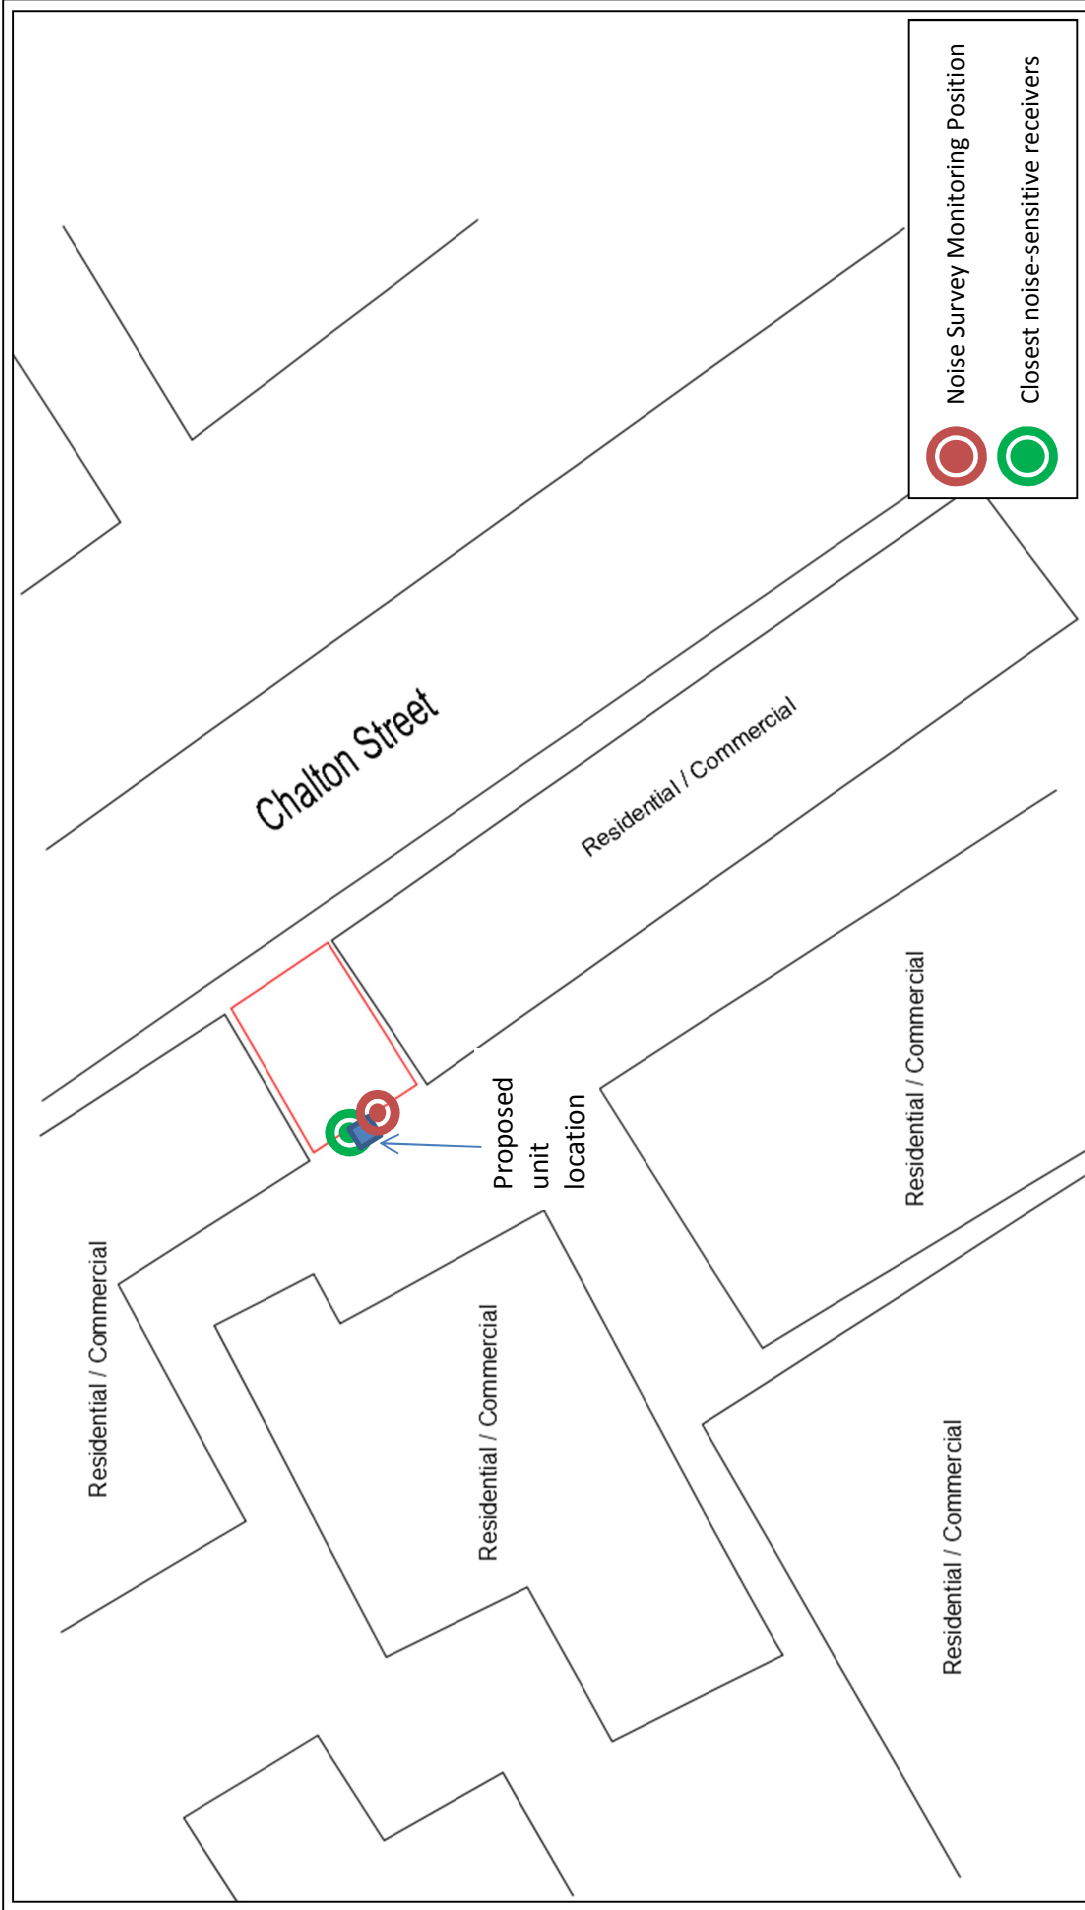 Noise Survey Monitoring Position
Closest noise-sensitive receivers
Chalton Street
Residential / Commercial
Residential / Commercial
Proposed
unit
location
Residential / Commercial
Residential / Commercial
Residential / Commercial